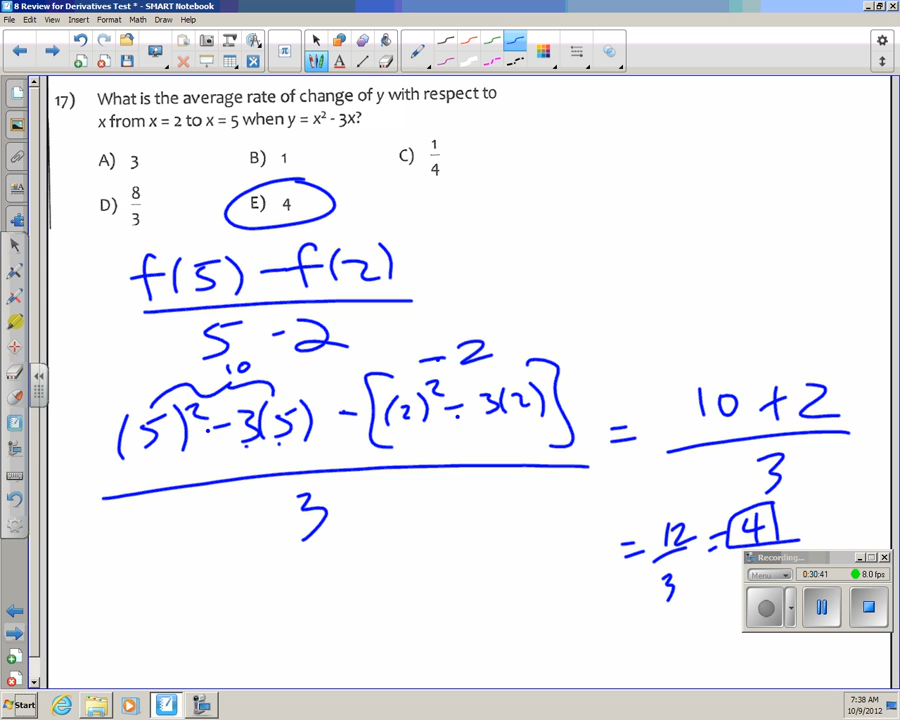 8 Review for Derivatives Test * - SMART Notebook
File Edit View Insert Format Math Draw Help
17) What is the average rate of change of y with respect to
x from x = 2 to x = 5 when y = x² - 3x?
A) 3 B) 1 C) 1/4
D) 8/3 E) 4
f(5) - f(2)
5 - 2
10 -2
(5)² - 3(5) - [(2)² - 3(2)] = 10 + 2
3 3
= 12/3 = 4
Recording...
Menu 0:30:41 8.0 fps
Start 7:38 AM
10/9/2012